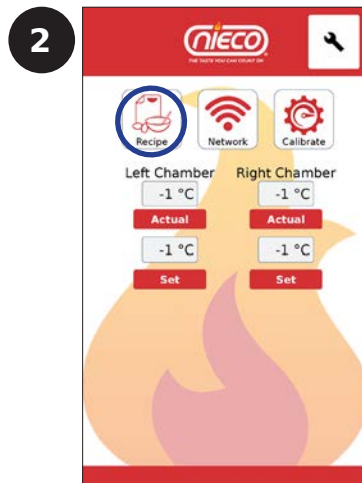 2
NIECO
THE TASTE YOU CAN COUNT ON
Recipe
Network
Calibrate
Left Chamber Right Chamber
-1 °C -1 °C
Actual Actual
-1 °C -1 °C
Set Set